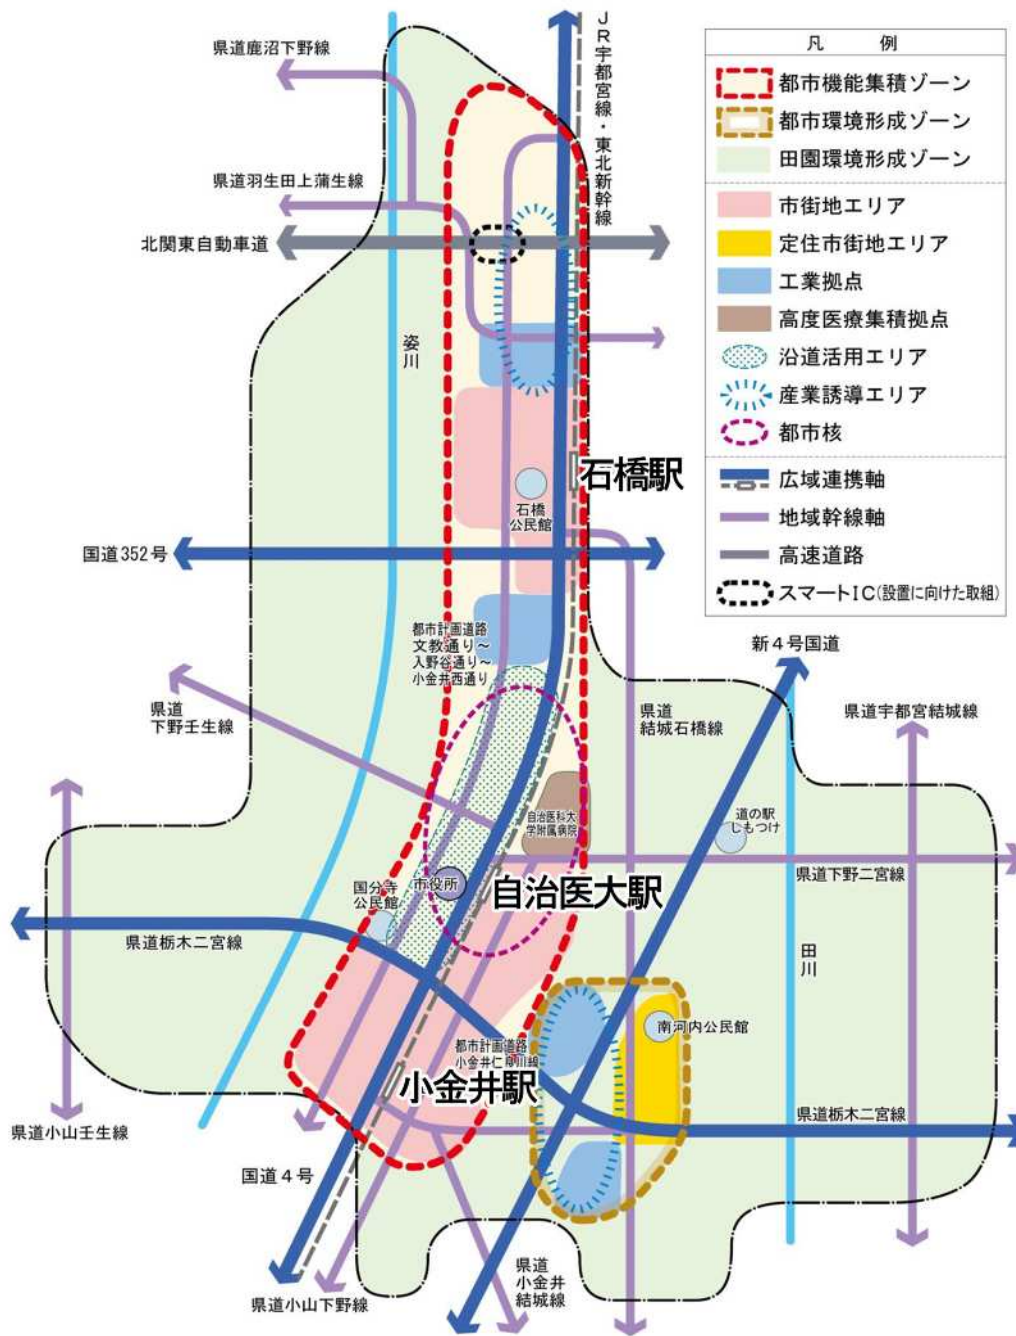 県道鹿沼下野線
JR宇都宮線・東北新幹線
県道羽生田上蒲生線
北関東自動車道
姿川
石橋駅
石橋
公民館
国道352号
都市計画道路
文教通り～
入野谷通り～
小金井西通り
新4号国道
県道
下野壬生線
県道
結城石橋線
県道宇都宮結城線
自治医科大
学附属病院
道の駅
しもつけ
国分寺
公民館
市役所
自治医大駅
県道下野二宮線
県道栃木二宮線
田川
南河内公民館
都市計画道路
小金井仁良川線
小金井駅
県道栃木二宮線
県道小山壬生線
国道4号
県道小山下野線
県道
小金井
結城線
凡 例
都市機能集積ゾーン
都市環境形成ゾーン
田園環境形成ゾーン
市街地エリア
定住市街地エリア
工業拠点
高度医療集積拠点
沿道活用エリア
産業誘導エリア
都市核
広域連携軸
地域幹線軸
高速道路
スマートIC(設置に向けた取組)